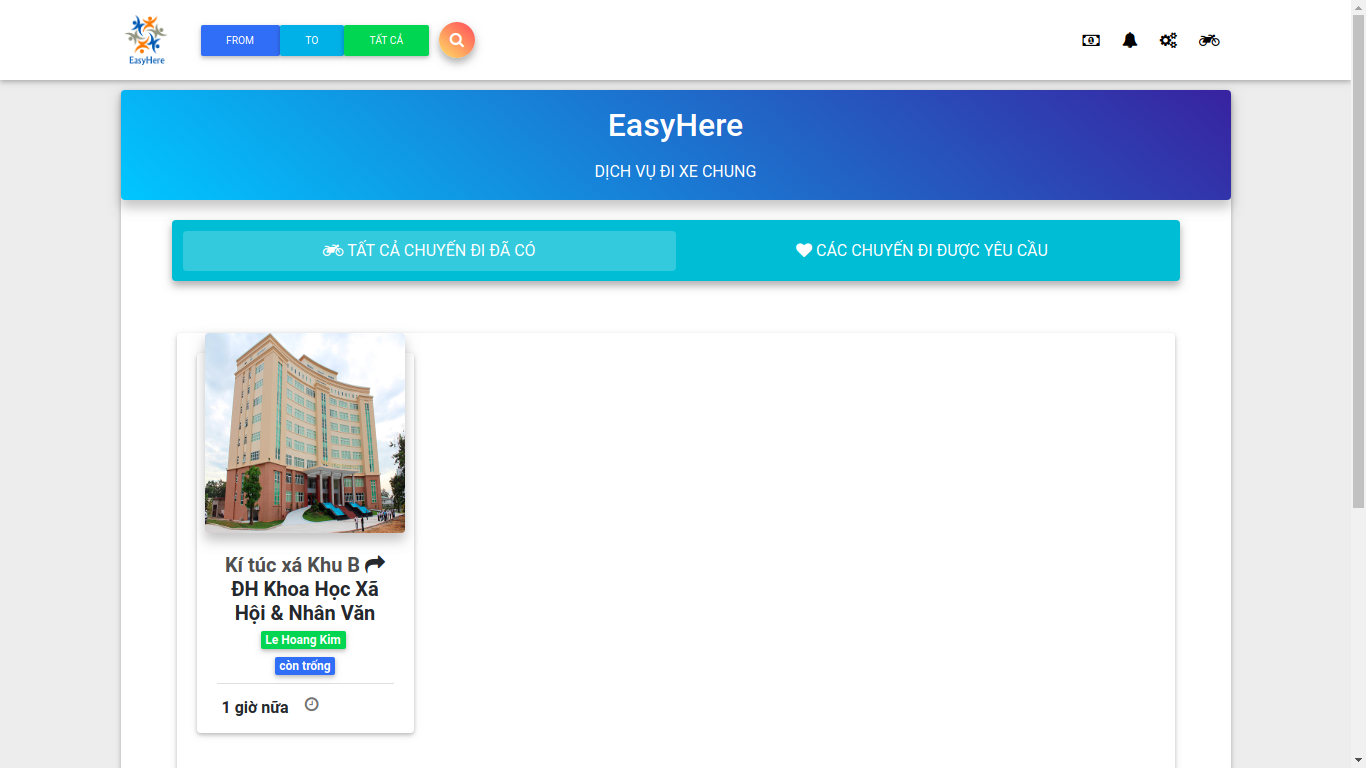 EasyHere
FROM
TO
TẤT CẢ
EasyHere
DỊCH VỤ ĐI XE CHUNG
TẤT CẢ CHUYẾN ĐI ĐÃ CÓ
CÁC CHUYẾN ĐI ĐƯỢC YÊU CẦU
Kí túc xá Khu B
ĐH Khoa Học Xã
Hội & Nhân Văn
Le Hoang Kim
còn trống
1 giờ nữa